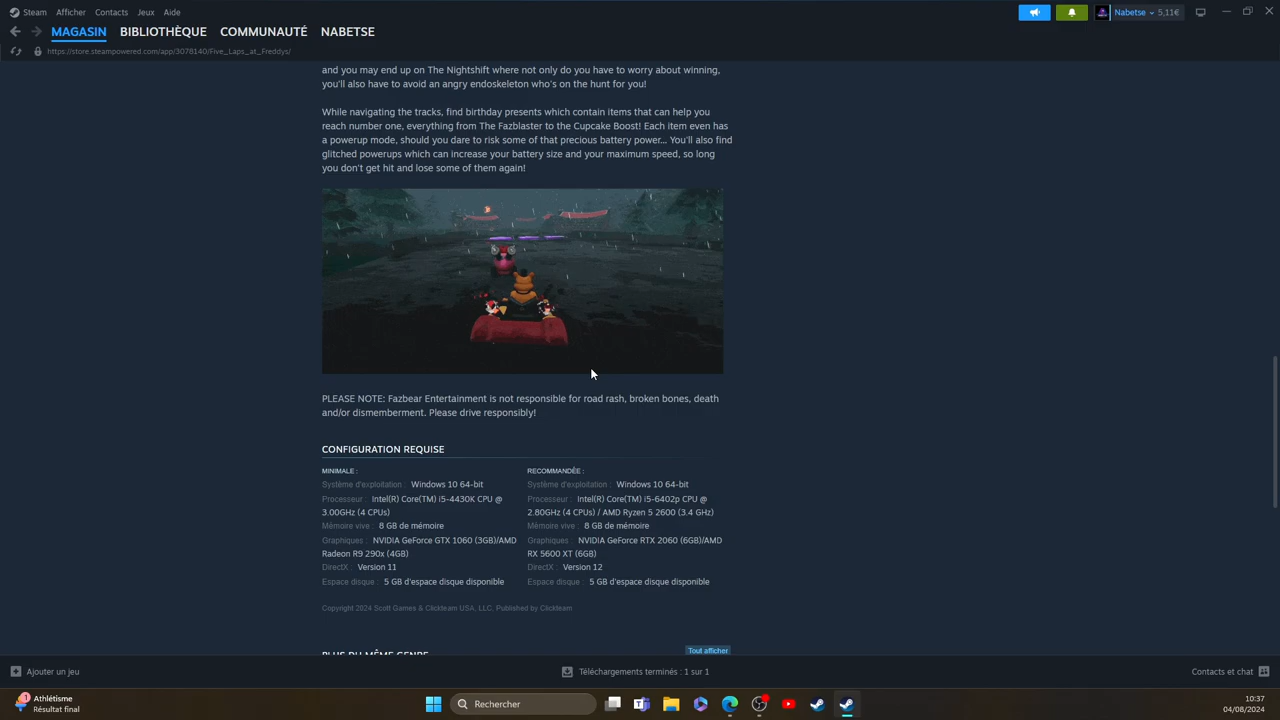 Steam Afficher Contacts Jeux Aide
Nabetse 5,11€
MAGASIN BIBLIOTHÈQUE COMMUNAUTÉ NABETSE
https://store.steampowered.com/app/3078140/Five_Laps_at_Freddys/
and you may end up on The Nightshift where not only do you have to worry about winning,
you'll also have to avoid an angry endoskeleton who's on the hunt for you!
While navigating the tracks, find birthday presents which contain items that can help you
reach number one, everything from The Fazblaster to the Cupcake Boost! Each item even has
a powerup mode, should you dare to risk some of that precious battery power... You'll also find
glitched powerups which can increase your battery size and your maximum speed, so long
you don't get hit and lose some of them again!
PLEASE NOTE: Fazbear Entertainment is not responsible for road rash, broken bones, death
and/or dismemberment. Please drive responsibly!
CONFIGURATION REQUISE
MINIMALE :
Système d'exploitation : Windows 10 64-bit
Processeur : Intel(R) Core(TM) i5-4430K CPU @
3.00GHz (4 CPUs)
Mémoire vive : 8 GB de mémoire
Graphiques : NVIDIA GeForce GTX 1060 (3GB)/AMD
Radeon R9 290x (4GB)
DirectX : Version 11
Espace disque : 5 GB d'espace disque disponible
RECOMMANDÉE :
Système d'exploitation : Windows 10 64-bit
Processeur : Intel(R) Core(TM) i5-6402p CPU @
2.80GHz (4 CPUs) / AMD Ryzen 5 2600 (3.4 GHz)
Mémoire vive : 8 GB de mémoire
Graphiques : NVIDIA GeForce RTX 2060 (6GB)/AMD
RX 5600 XT (6GB)
DirectX : Version 12
Espace disque : 5 GB d'espace disque disponible
Copyright 2024 Scott Games & Clickteam USA. LLC. Published by Clickteam
PLUS DU MÊME GENRE
Tout afficher
Ajouter un jeu
Téléchargements terminés : 1 sur 1
Contacts et chat
1
Athlétisme
Résultat final
Rechercher
10:37
04/08/2024